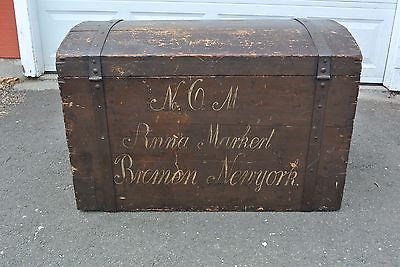 N. O M
Anna Markert
Bremen Newyork.